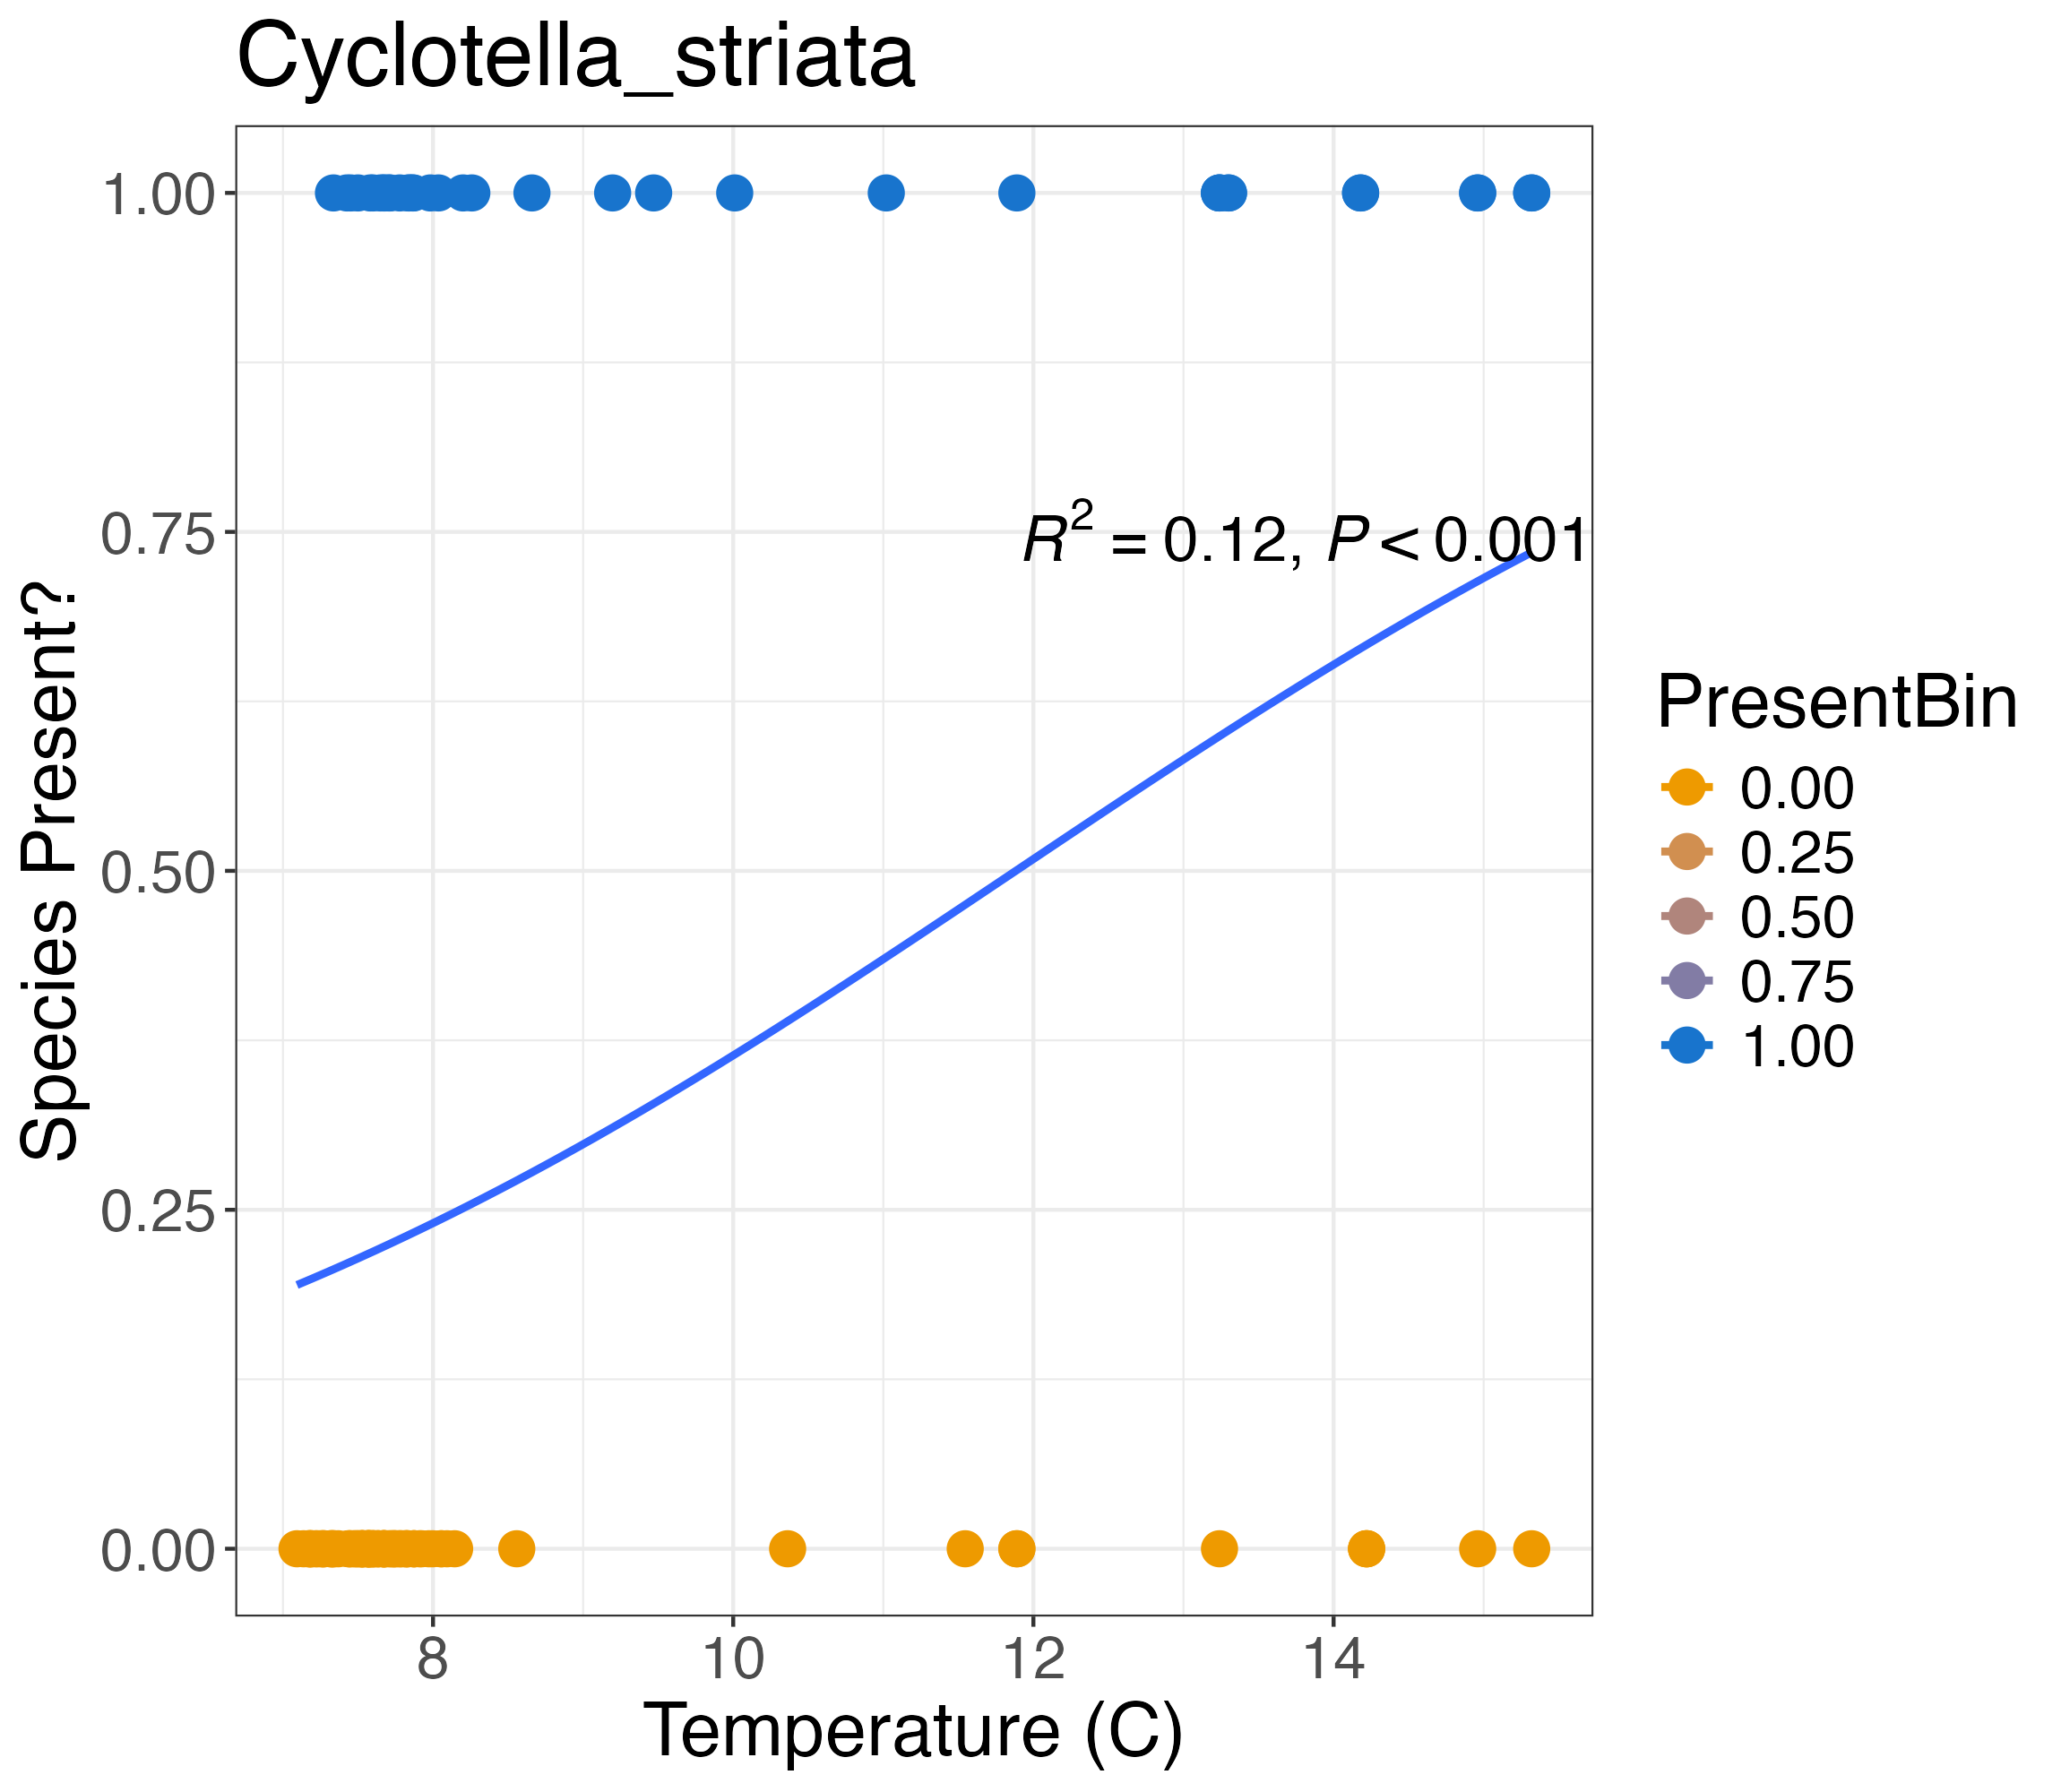 Cyclotella_striata
1.00
0.75
0.50
0.25
0.00
Species Present?
R² = 0.12, P < 0.001
8 10 12 14
Temperature (C)
PresentBin
0.00
0.25
0.50
0.75
1.00